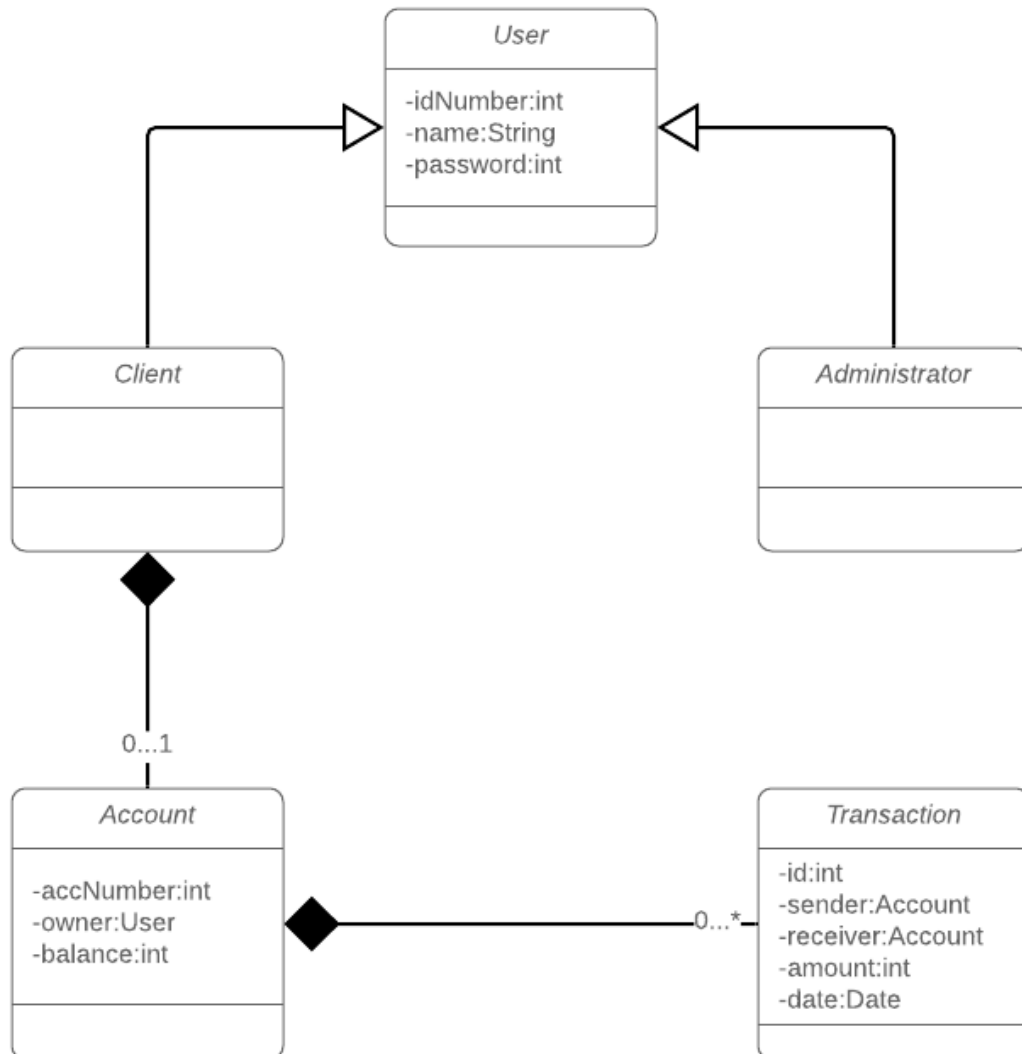 User
-idNumber:int
-name:String
-password:int
Client
Administrator
0...1
Account
-accNumber:int
-owner:User
-balance:int
0...*
Transaction
-id:int
-sender:Account
-receiver:Account
-amount:int
-date:Date